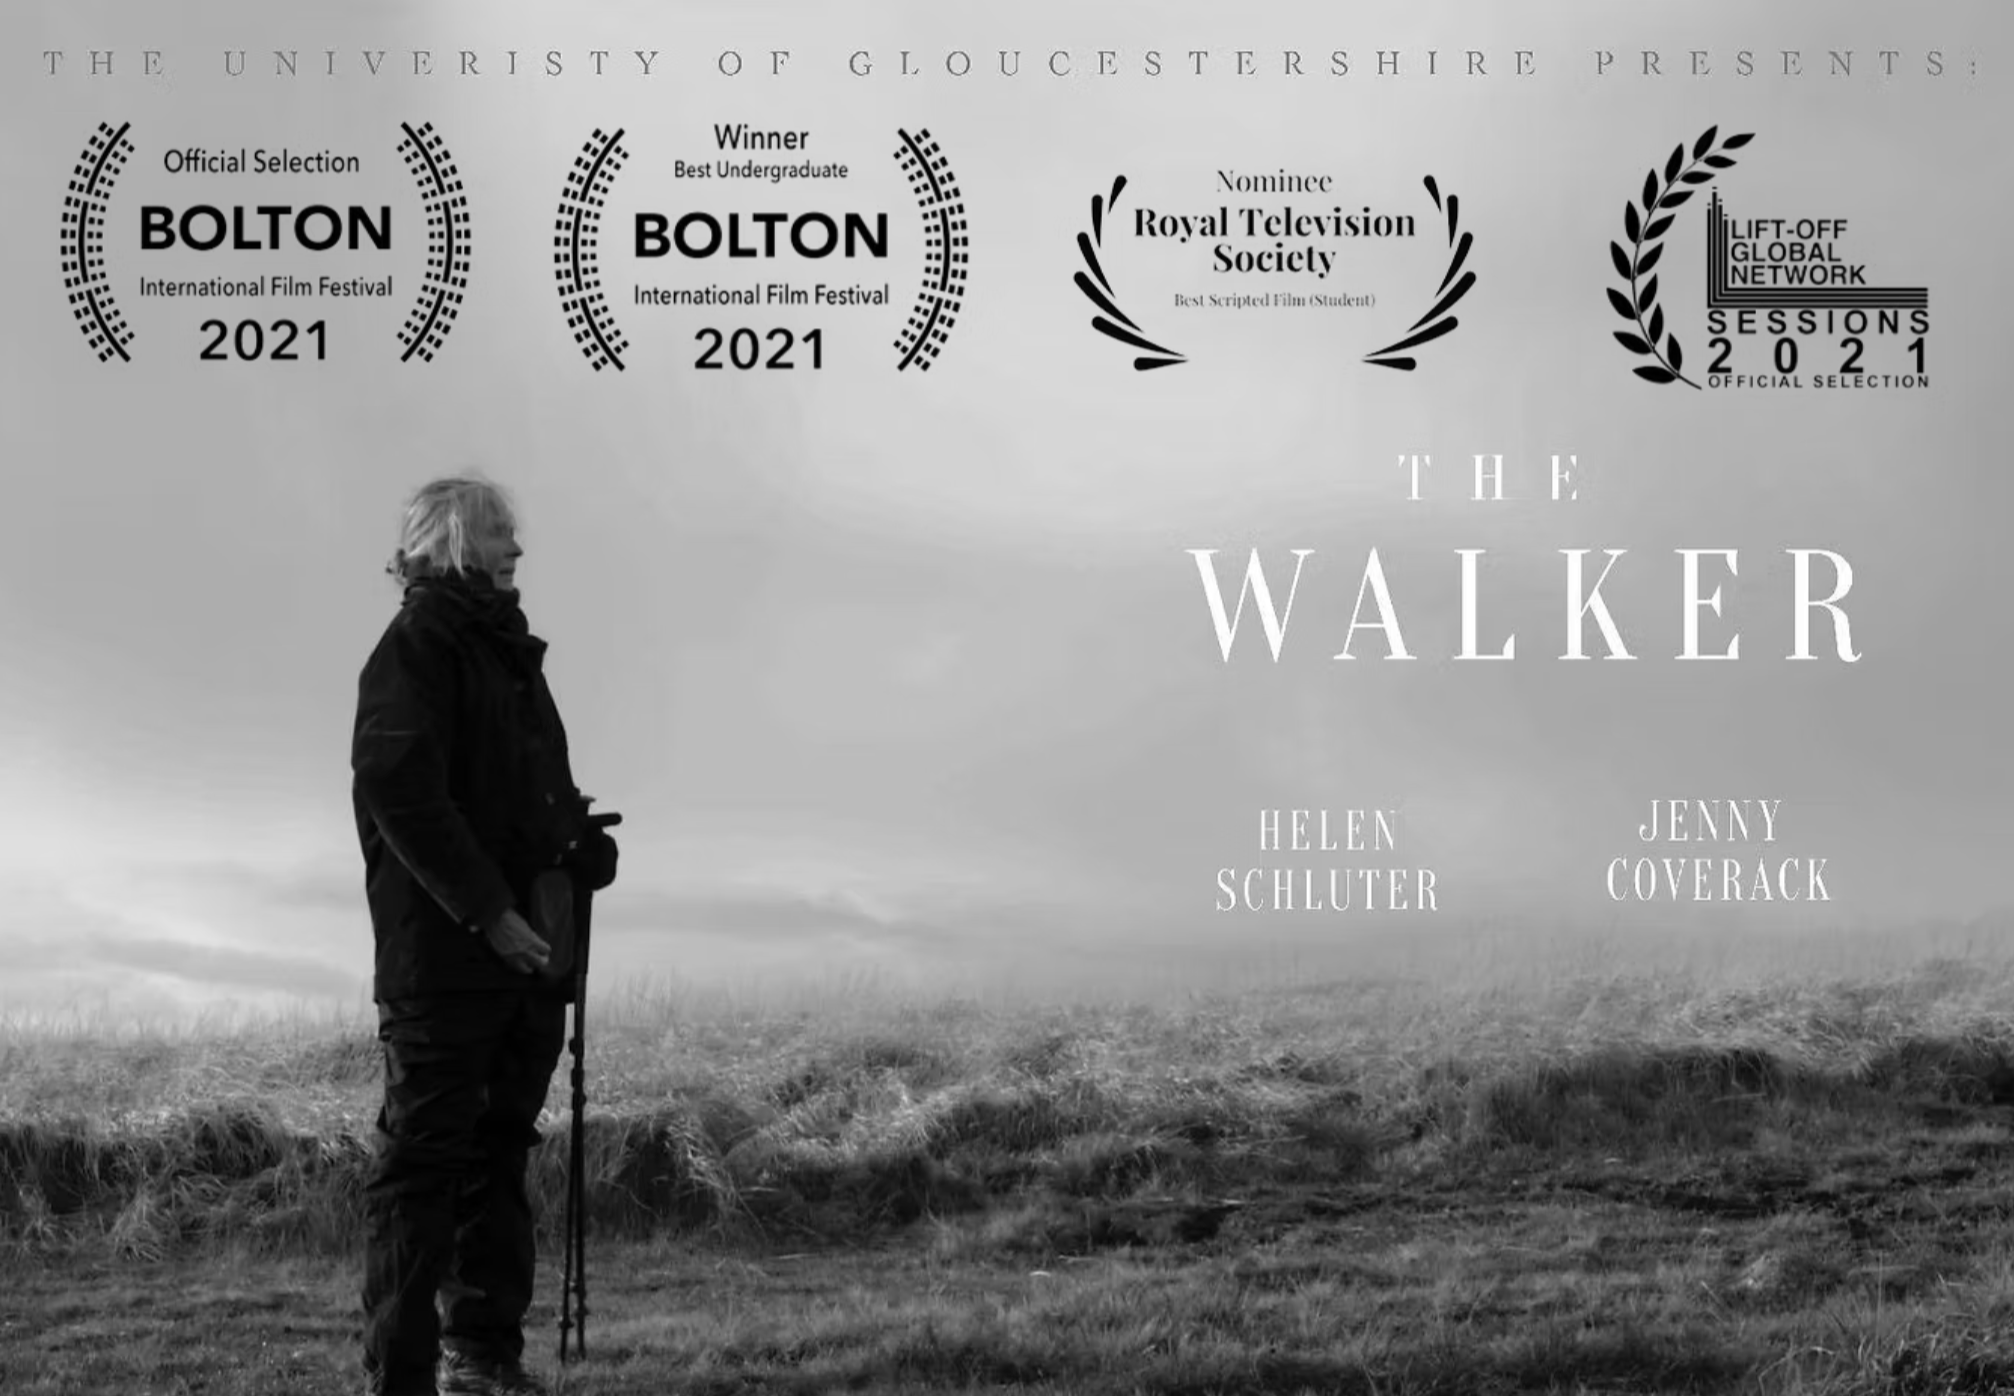 THE UNIVERISTY OF GLOUCESTERSHIRE PRESENTS:
Official Selection
BOLTON
International Film Festival
2021
Winner
Best Undergraduate
BOLTON
International Film Festival
2021
Nominee
Royal Television
Society
Best Scripted Film (Student)
LIFT-OFF
GLOBAL
NETWORK
SESSIONS
2021
OFFICIAL SELECTION
THE
WALKER
HELEN
SCHLUTER
JENNY
COVERACK